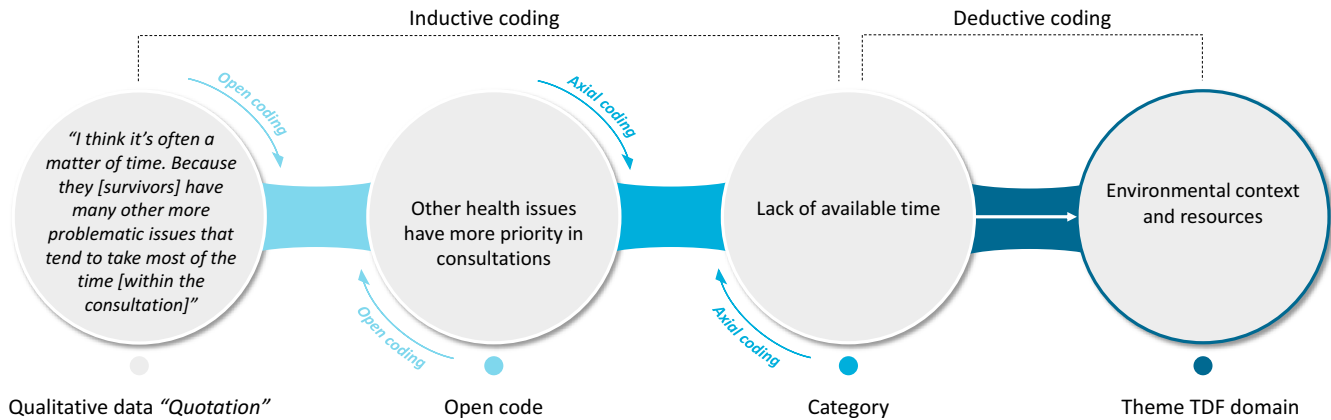 Inductive coding
Deductive coding
Open coding
Axial coding
“I think it’s often a
matter of time. Because
they [survivors] have
many other more
problematic issues that
tend to take most of the
time [within the
consultation]”
Other health issues
have more priority in
consultations
Lack of available time
Environmental context
and resources
Open coding
Axial coding
Qualitative data “Quotation”
Open code
Category
Theme TDF domain